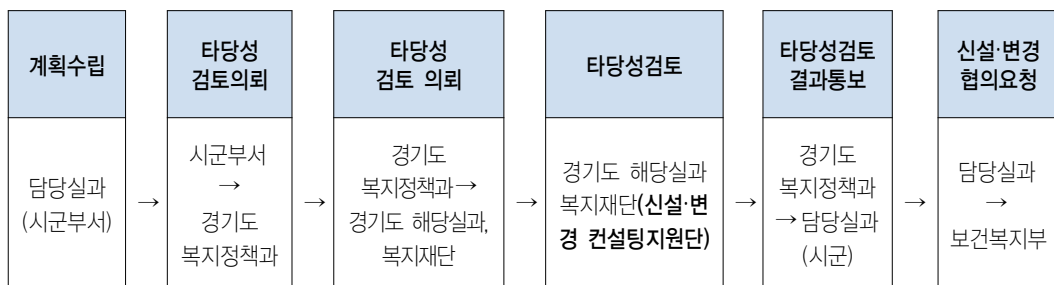 계획수립
담당실과
(시군부서)
→
타당성
검토의뢰
시군부서
→
경기도
복지정책과
→
타당성
검토 의뢰
경기도
복지정책과→
경기도 해당실과,
복지재단
→
타당성검토
경기도 해당실과
복지재단(신설·변
경 컨설팅지원단)
→
타당성검토
결과통보
경기도
복지정책과
→담당실과
(시군)
→
신설·변경
협의요청
담당실과
→
보건복지부